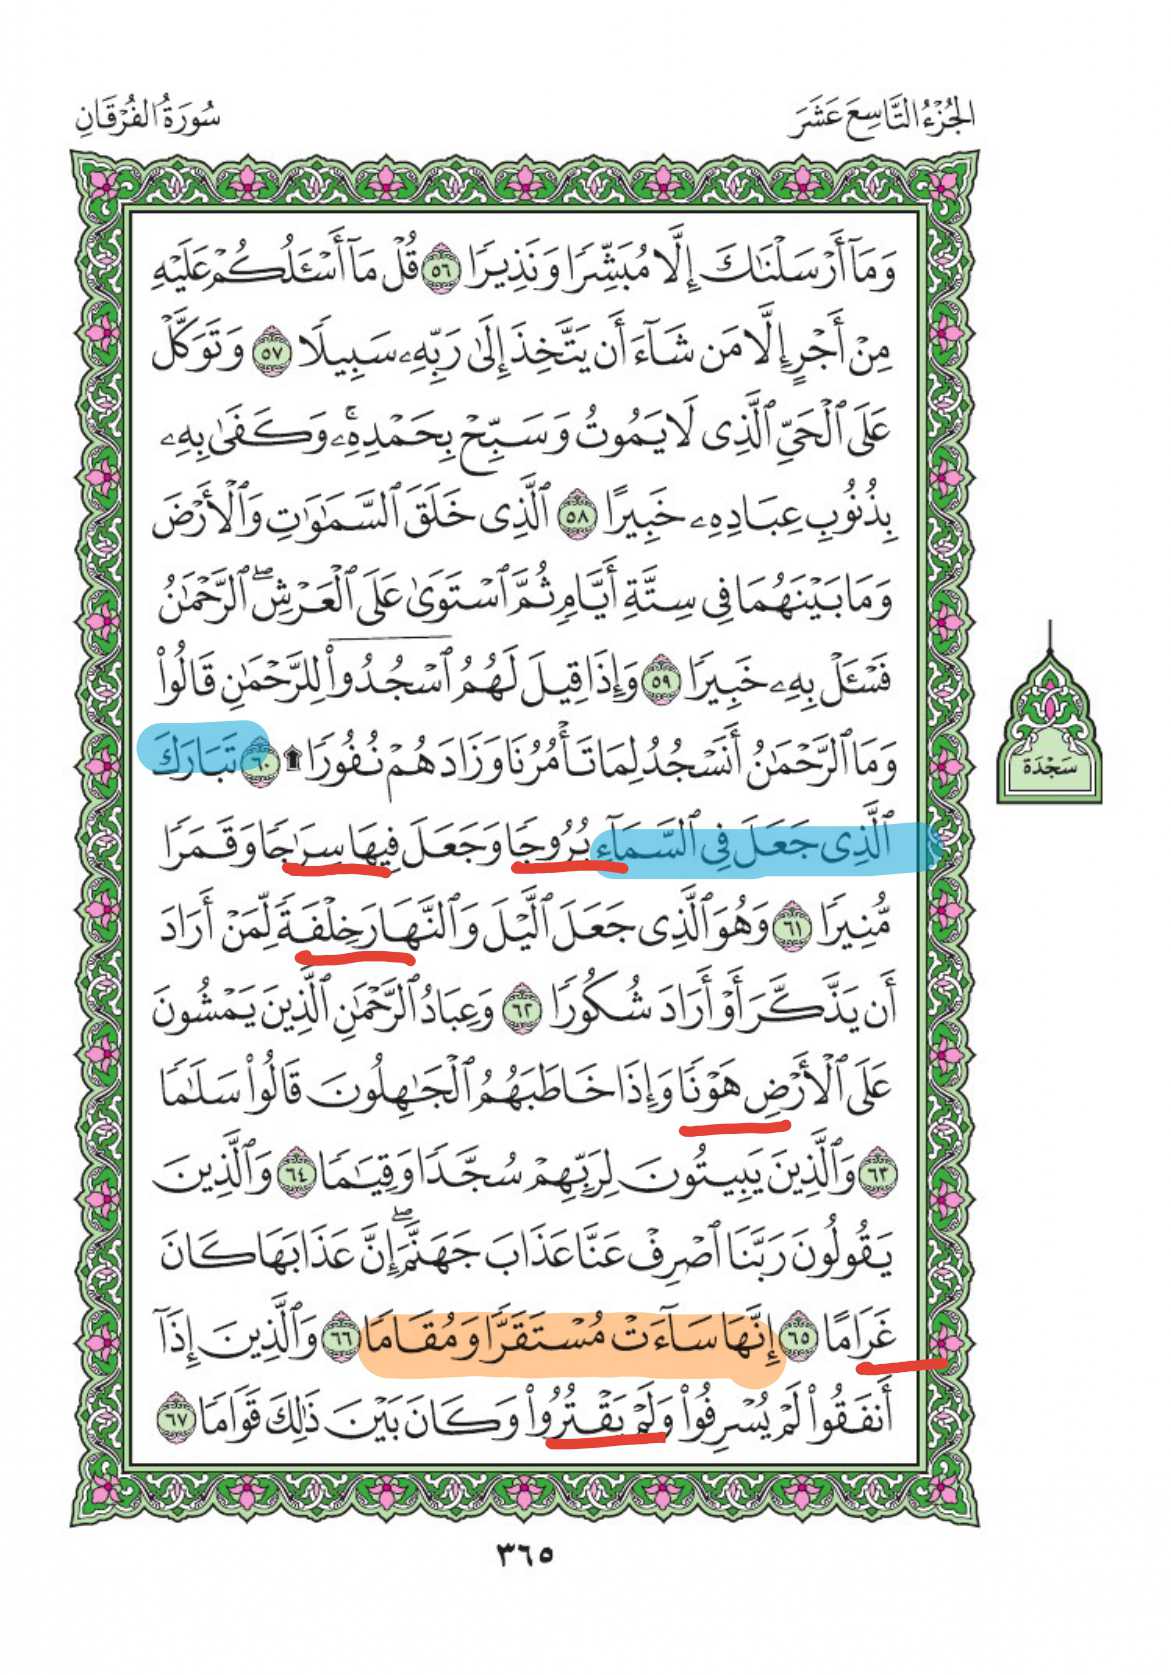 الجُزْءُ التَّاسِعَ عَشَرَ
سُورَةُ الفُرْقَانِ
وَمَآ أَرْسَلْنَٰكَ إِلَّا مُبَشِّرٗا وَنَذِيرٗا ٥٦ قُلْ مَآ أَسْـَٔلُكُمْ عَلَيْهِ
مِنْ أَجْرٍ إِلَّا مَن شَآءَ أَن يَتَّخِذَ إِلَىٰ رَبِّهِۦ سَبِيلٗا ٥٧ وَتَوَكَّلْ
عَلَى ٱلْحَيِّ ٱلَّذِى لَا يَمُوتُ وَسَبِّحْ بِحَمْدِهِۦۚ وَكَفَىٰ بِهِۦ
بِذُنُوبِ عِبَادِهِۦ خَبِيرًا ٥٨ ٱلَّذِى خَلَقَ ٱلسَّمَٰوَٰتِ وَٱلْأَرْضَ
وَمَا بَيْنَهُمَا فِى سِتَّةِ أَيَّامٖ ثُمَّ ٱسْتَوَىٰ عَلَى ٱلْعَرْشِۖ ٱلرَّحْمَٰنُ
فَسْـَٔلْ بِهِۦ خَبِيرٗا ٥٩ وَإِذَا قِيلَ لَهُمُ ٱسْجُدُوا۟ لِلرَّحْمَٰنِ قَالُوا۟
وَمَا ٱلرَّحْمَٰنُ أَنَسْجُدُ لِمَا تَأْمُرُنَا وَزَادَهُمْ نُفُورٗا ٦٠ تَبَارَكَ
ٱلَّذِى جَعَلَ فِى ٱلسَّمَآءِ بُرُوجٗا وَجَعَلَ فِيهَا سِرَٰجٗا وَقَمَرٗا
مُّنِيرٗا ٦١ وَهُوَ ٱلَّذِى جَعَلَ ٱلَّيْلَ وَٱلنَّهَارَ خِلْفَةٗ لِّمَنْ أَرَادَ
أَن يَذَّكَّرَ أَوْ أَرَادَ شُكُورٗا ٦٢ وَعِبَادُ ٱلرَّحْمَٰنِ ٱلَّذِينَ يَمْشُونَ
عَلَى ٱلْأَرْضِ هَوْنٗا وَإِذَا خَاطَبَهُمُ ٱلْجَٰهِلُونَ قَالُوا۟ سَلَٰمٗا
٦٣ وَٱلَّذِينَ يَبِيتُونَ لِرَبِّهِمْ سُجَّدٗا وَقِيَٰمٗا ٦٤ وَٱلَّذِينَ
يَقُولُونَ رَبَّنَا ٱصْرِفْ عَنَّا عَذَابَ جَهَنَّمَۖ إِنَّ عَذَابَهَا كَانَ
غَرَامًا ٦٥ إِنَّهَا سَآءَتْ مُسْتَقَرّٗا وَمُقَامٗا ٦٦ وَٱلَّذِينَ إِذَآ
أَنفَقُوا۟ لَمْ يُسْرِفُوا۟ وَلَمْ يَقْتُرُوا۟ وَكَانَ بَيْنَ ذَٰلِكَ قَوَامٗا ٦٧
سَجْدَة
٣٦٥